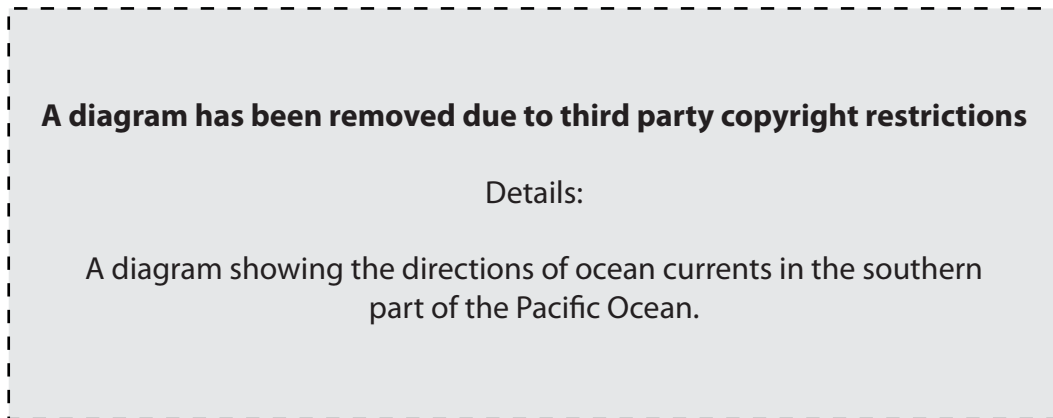 A diagram has been removed due to third party copyright restrictions
Details:
A diagram showing the directions of ocean currents in the southern
part of the Pacific Ocean.